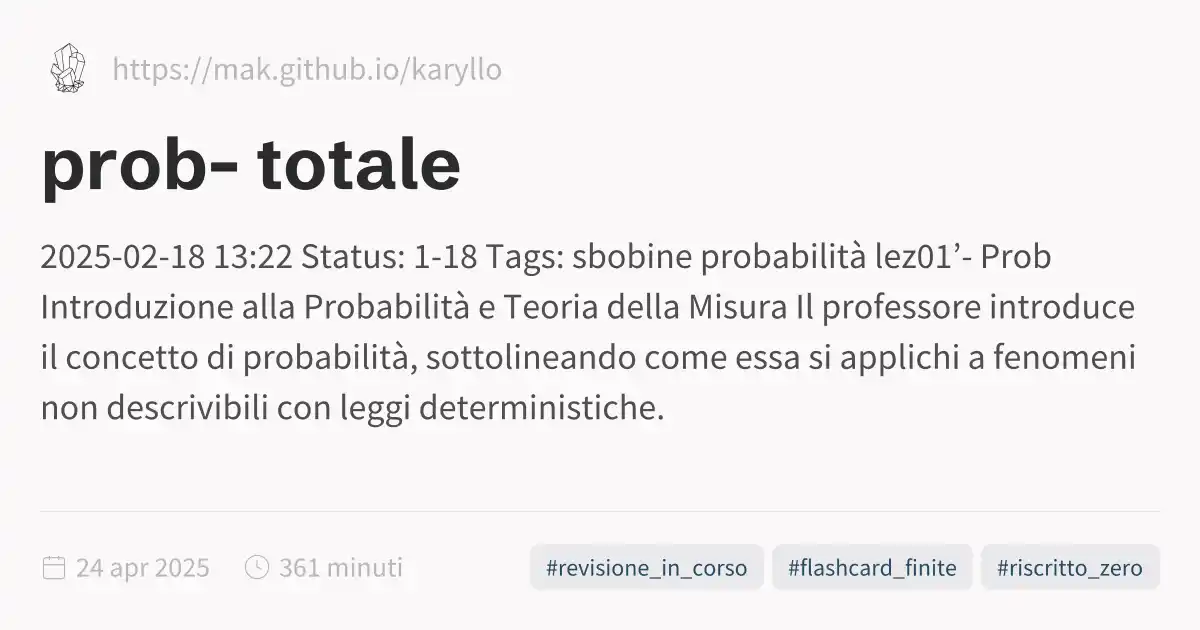 https://mak.github.io/karyllo
prob- totale
2025-02-18 13:22 Status: 1-18 Tags: sbobine probabilità lez01’- Prob
Introduzione alla Probabilità e Teoria della Misura Il professore introduce
il concetto di probabilità, sottolineando come essa si applichi a fenomeni
non descrivibili con leggi deterministiche.
24 apr 2025 361 minuti #revisione_in_corso #flashcard_finite #riscritto_zero